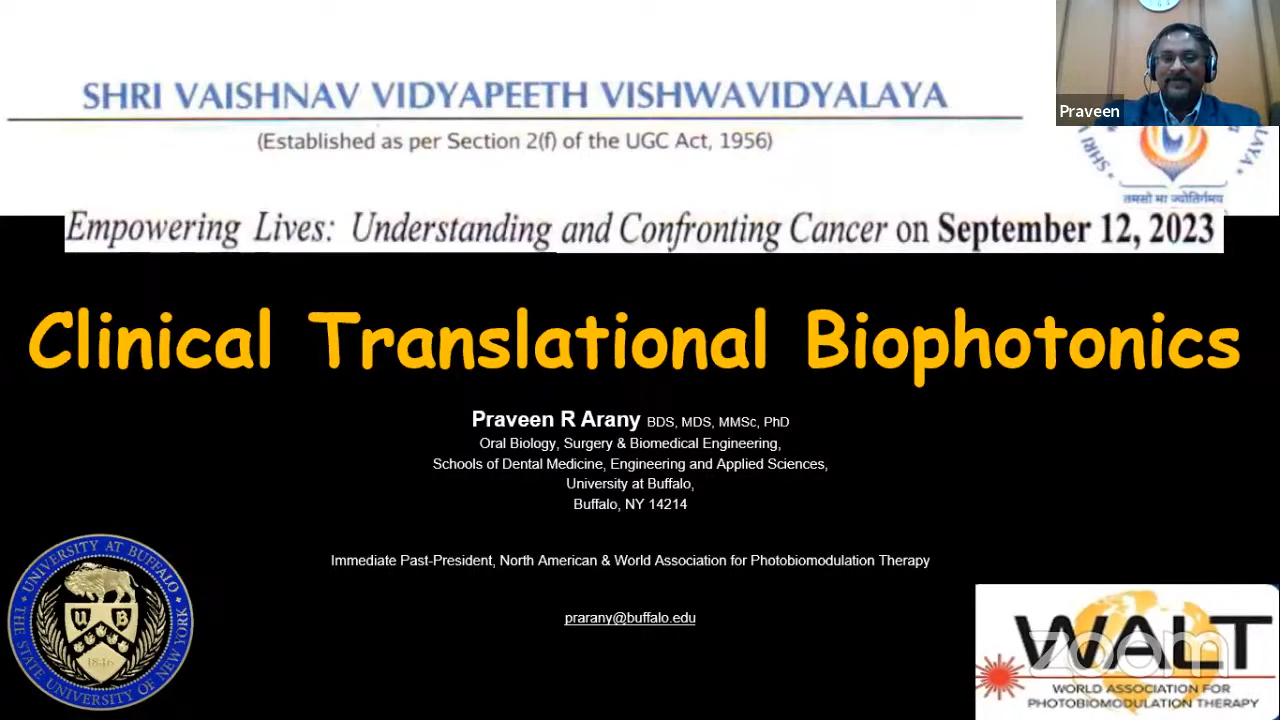 SHRI VAISHNAV VIDYAPEETH VISHWAVIDYALAYA
(Established as per Section 2(f) of the UGC Act, 1956)
Praveen
SHRI
ALAYA
तमसो मा ज्योतिर्गमय
Empowering Lives: Understanding and Confronting Cancer on September 12, 2023
Clinical Translational Biophotonics
Praveen R Arany BDS, MDS, MMSc, PhD
Oral Biology, Surgery & Biomedical Engineering,
Schools of Dental Medicine, Engineering and Applied Sciences,
University at Buffalo,
Buffalo, NY 14214
Immediate Past-President, North American & World Association for Photobiomodulation Therapy
prarany@buffalo.edu
UNIVERSITY AT BUFFALO
THE STATE UNIVERSITY OF NEW YORK
U B
1846
WALT
zoom
WORLD ASSOCIATION FOR
PHOTOBIOMODULATION THERAPY